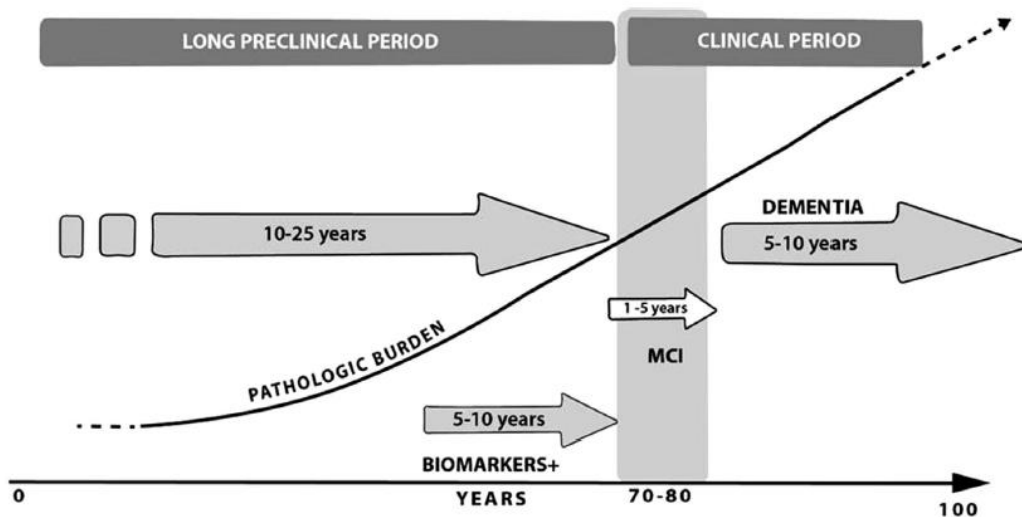 LONG PRECLINICAL PERIOD
CLINICAL PERIOD
10-25 years
DEMENTIA
5-10 years
1-5 years
MCI
PATHOLOGIC BURDEN
5-10 years
BIOMARKERS+
0
YEARS
70-80
100